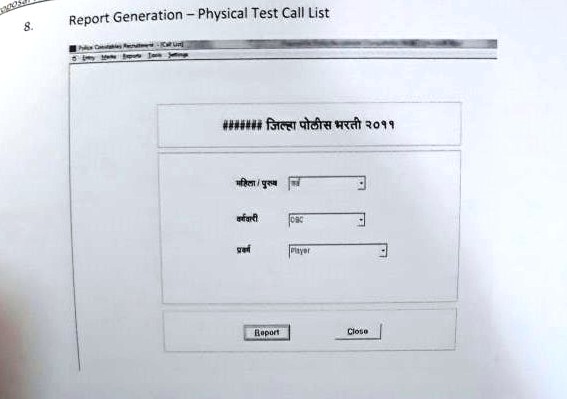 8. Report Generation – Physical Test Call List
Police Constables Recruitment - [Call List]
Entry Marks Reports Tools Settings
####### जिल्हा पोलीस भरती २०११
महिला / पुरुष सर्व
वर्गवारी OBC
प्रवर्ग Player
Report Close